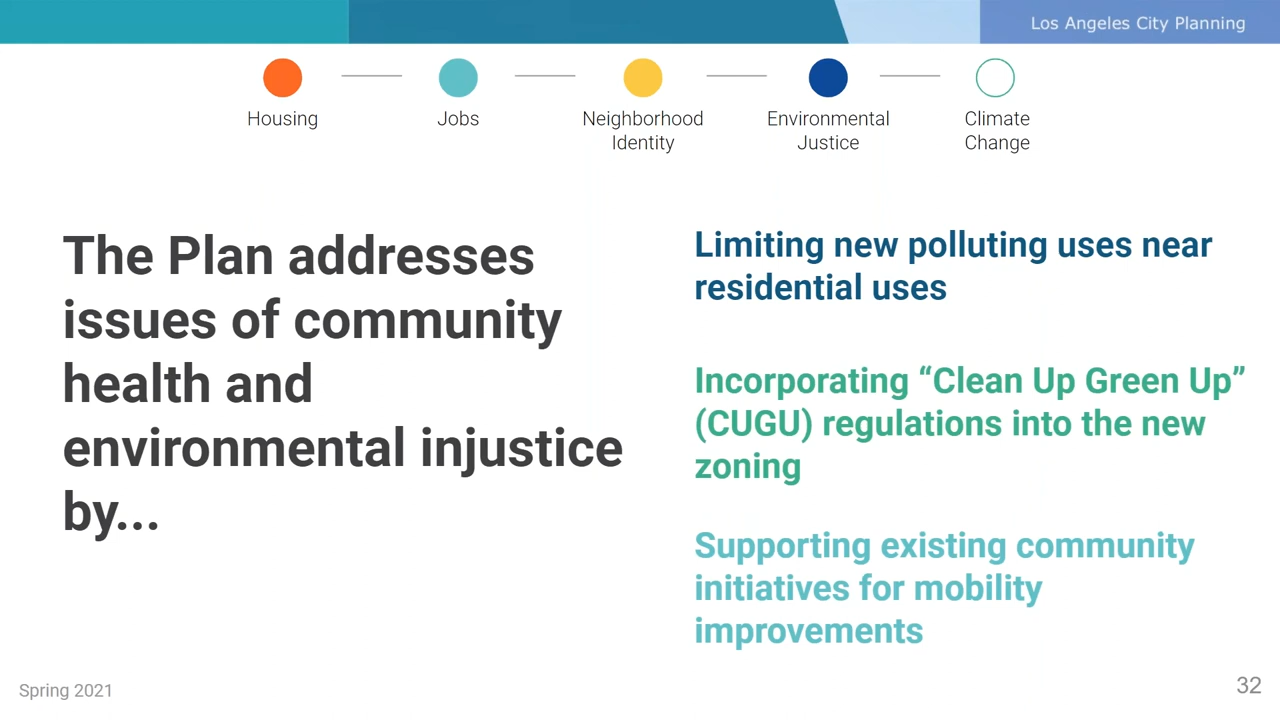 Los Angeles City Planning
Housing
Jobs
Neighborhood
Identity
Environmental
Justice
Climate
Change
The Plan addresses
issues of community
health and
environmental injustice
by...
Limiting new polluting uses near
residential uses
Incorporating “Clean Up Green Up”
(CUGU) regulations into the new
zoning
Supporting existing community
initiatives for mobility
improvements
Spring 2021
32